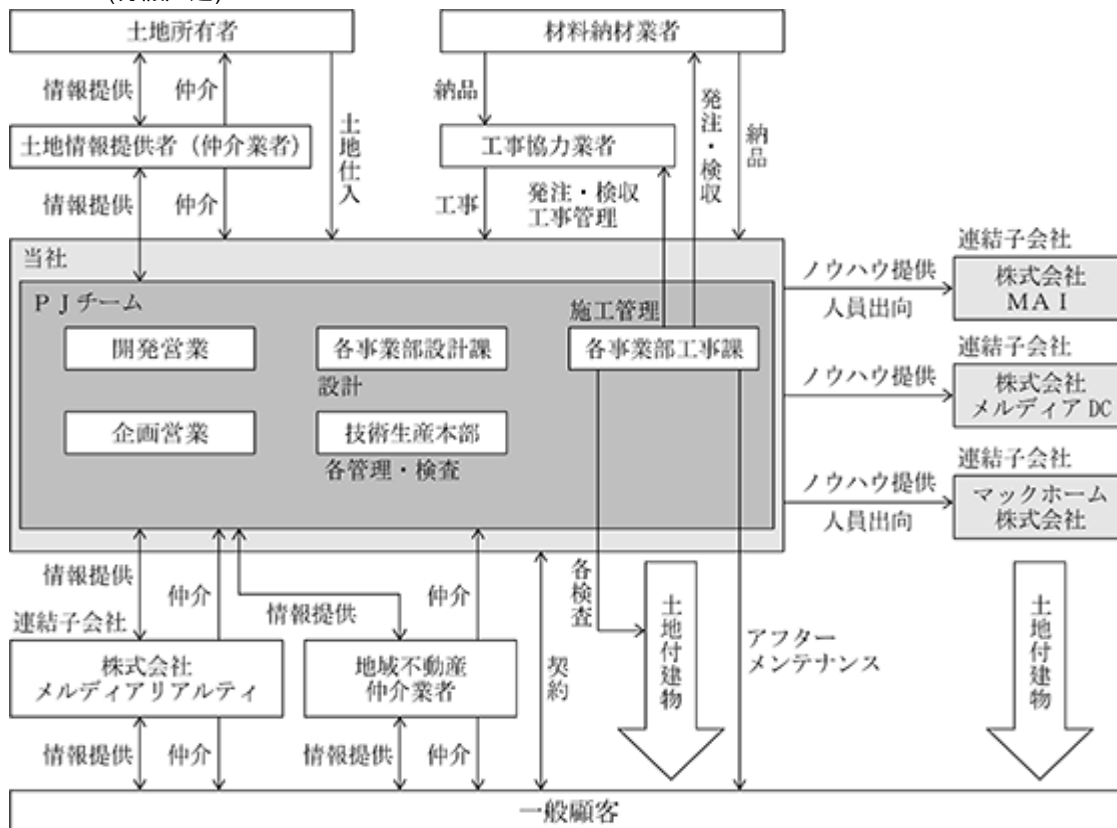 土地所有者
材料納材業者
情報提供
仲介
土地仕入
納品
発注・検収
納品
土地情報提供者（仲介業者）
工事協力業者
情報提供
仲介
工事
発注・検収
工事管理
当社
ＰＪチーム
開発営業
各事業部設計課
設計
施工管理
各事業部工事課
企画営業
技術生産本部
各管理・検査
ノウハウ提供
人員出向
連結子会社
株式会社
ＭＡＩ
ノウハウ提供
連結子会社
株式会社
メルディアDC
ノウハウ提供
人員出向
連結子会社
マックホーム
株式会社
情報提供
仲介
情報提供
仲介
契約
各検査
土地付建物
アフター
メンテナンス
土地付建物
連結子会社
株式会社
メルディアリアルティ
地域不動産
仲介業者
情報提供
仲介
情報提供
仲介
一般顧客